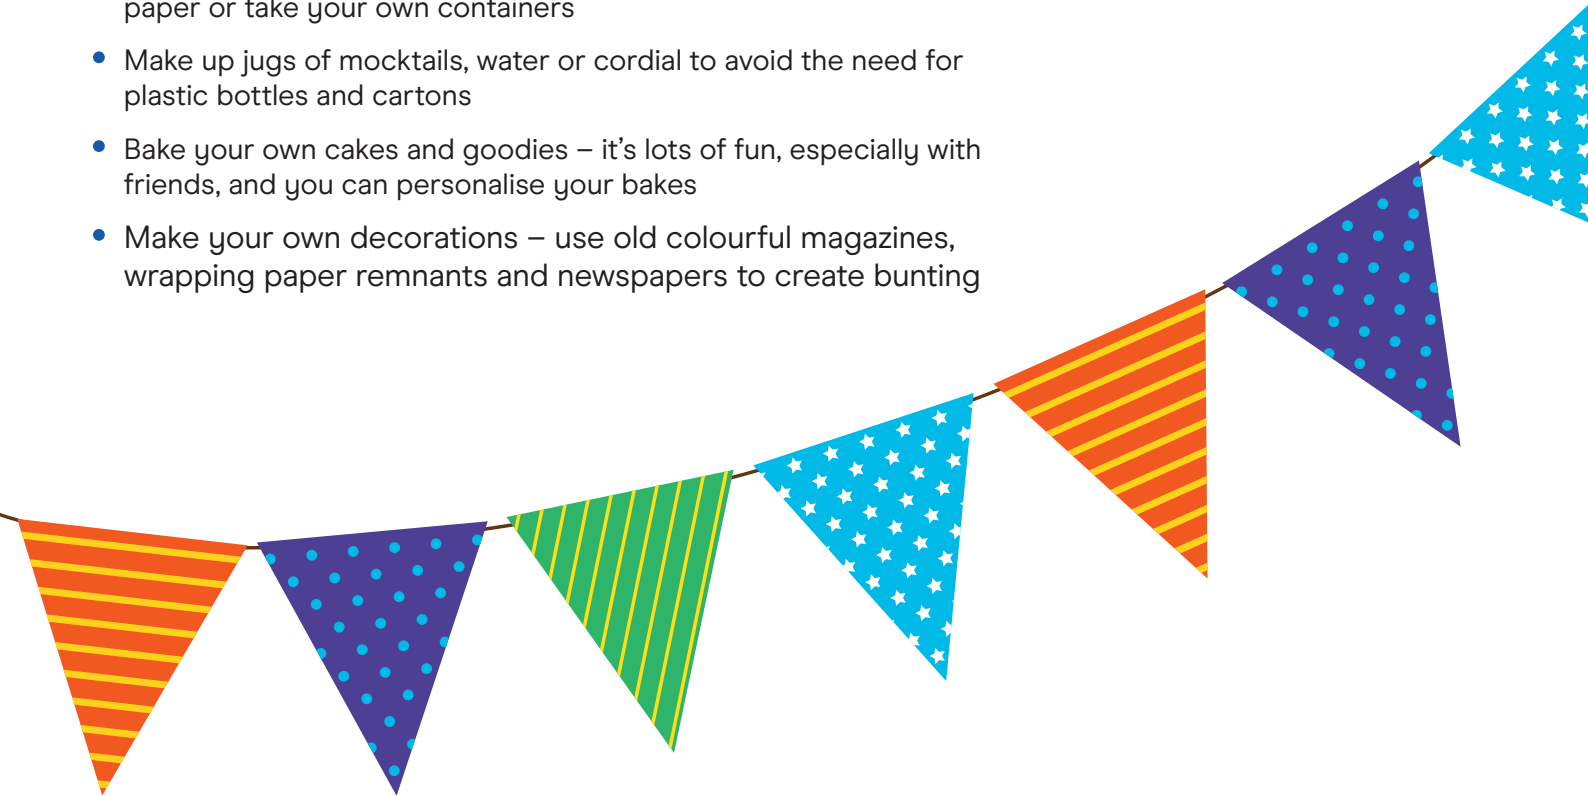 paper or take your own containers
Make up jugs of mocktails, water or cordial to avoid the need for
plastic bottles and cartons
Bake your own cakes and goodies – it’s lots of fun, especially with
friends, and you can personalise your bakes
Make your own decorations – use old colourful magazines,
wrapping paper remnants and newspapers to create bunting